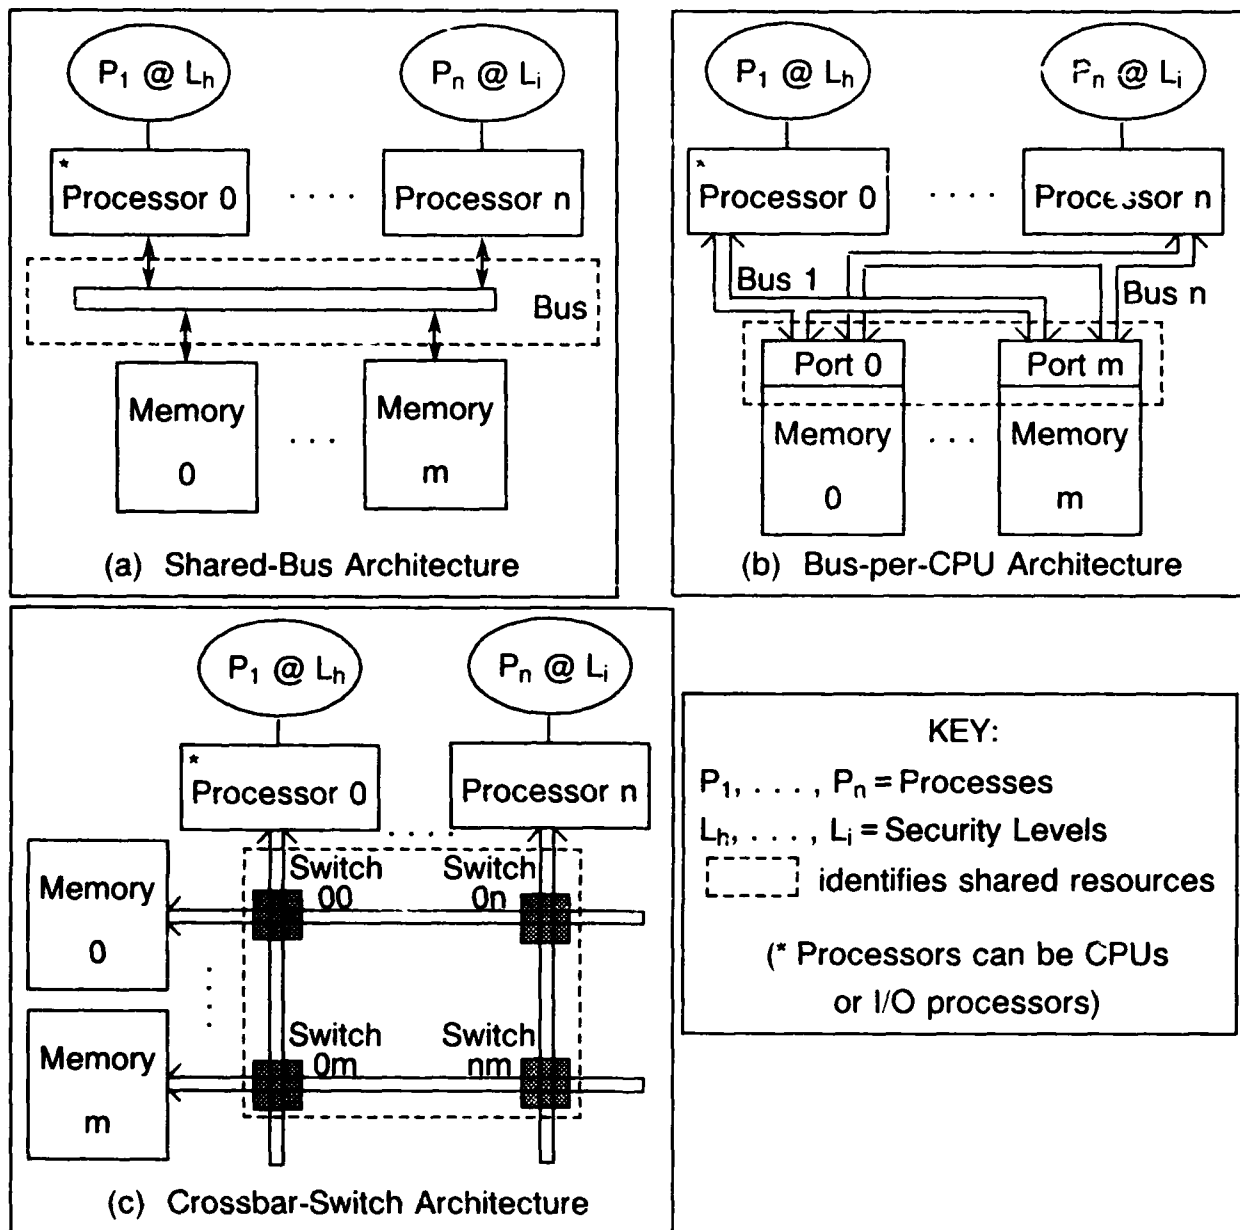 P1 @ Lh
Pn @ Li
* Processor 0
. . . .
Processor n
Bus
Memory 0
. . .
Memory m
(a) Shared-Bus Architecture
P1 @ Lh
Pn @ Li
* Processor 0
. . . .
Processor n
Bus 1
Bus n
Port 0
Port m
Memory 0
. . . .
Memory m
(b) Bus-per-CPU Architecture
P1 @ Lh
Pn @ Li
* Processor 0
. . . .
Processor n
Switch 00
Switch 0n
Memory 0
. . . .
Switch 0m
Switch nm
Memory m
(c) Crossbar-Switch Architecture
KEY:
P1, . . . , Pn = Processes
Lh, . . . , Li = Security Levels
identifies shared resources
(* Processors can be CPUs
or I/O processors)